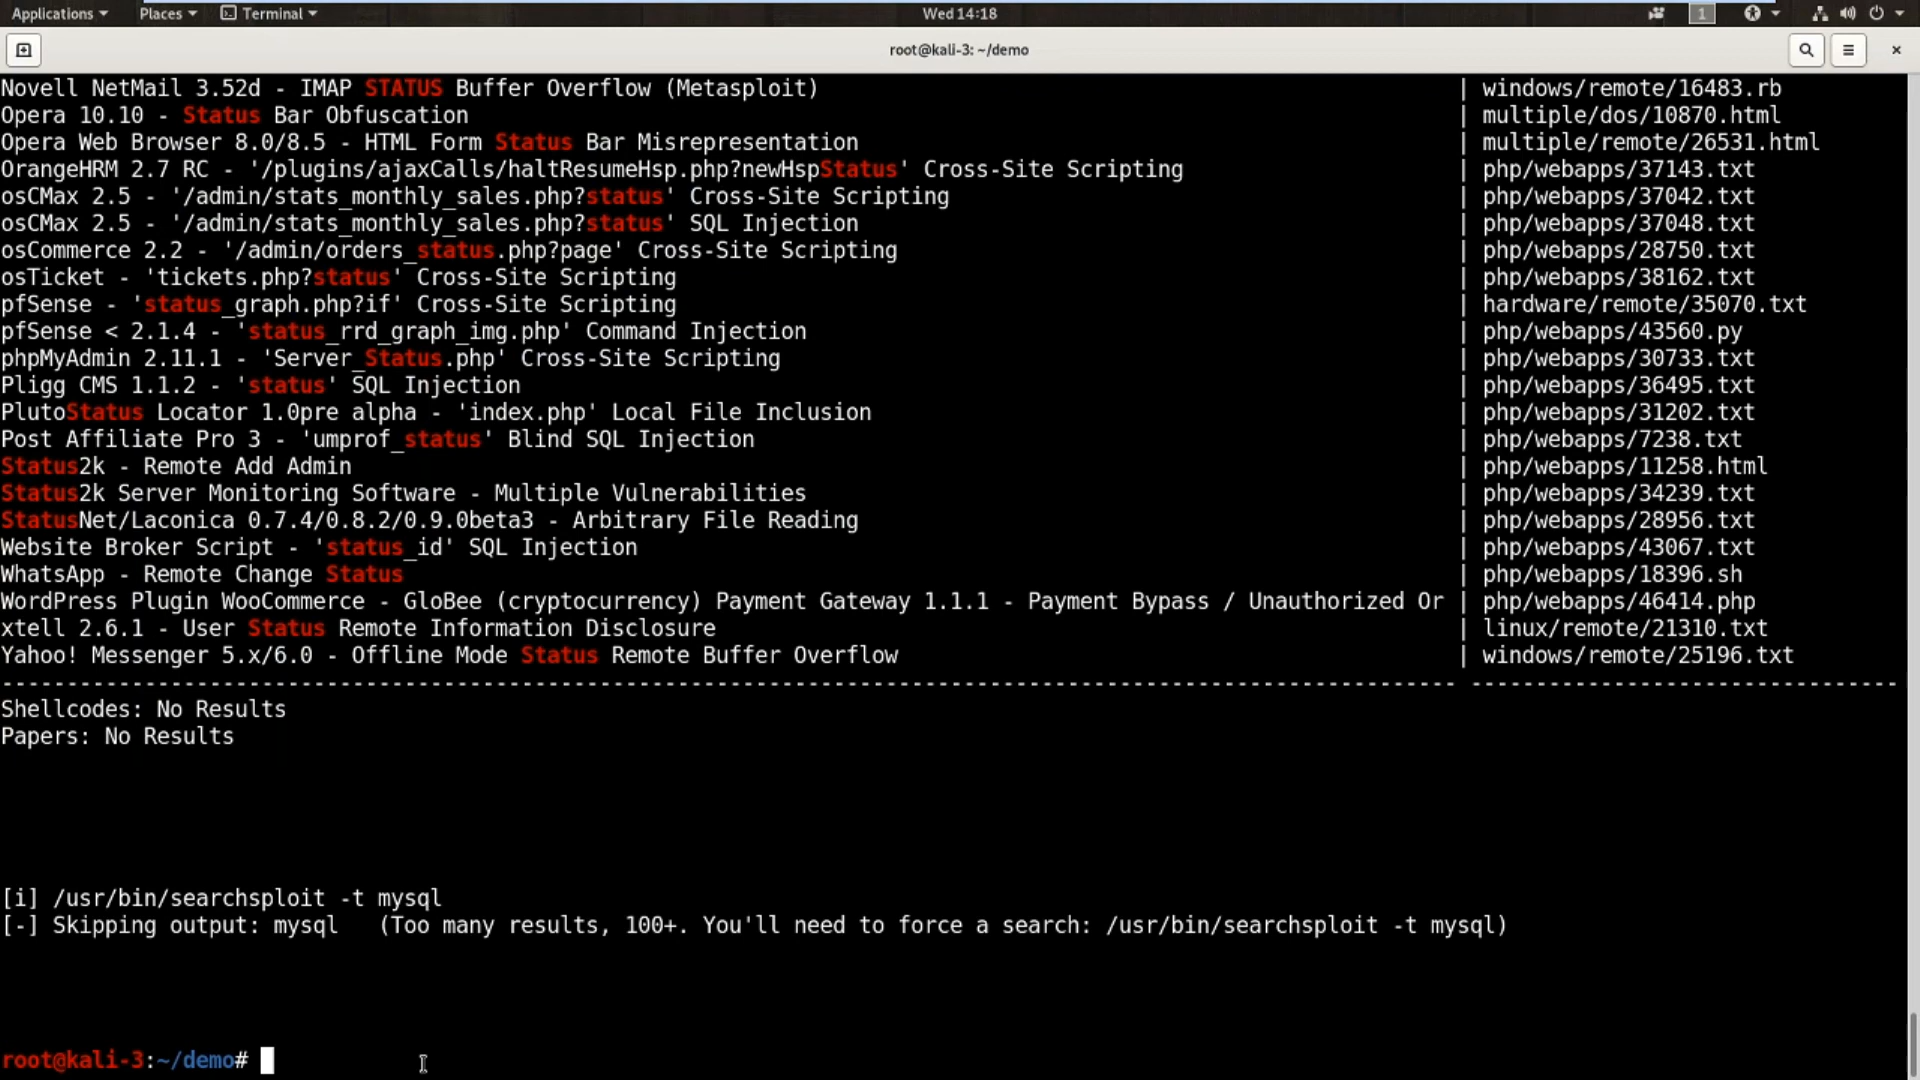 Applications Places Terminal Wed 14:18 1
root@kali-3: ~/demo
Novell NetMail 3.52d - IMAP STATUS Buffer Overflow (Metasploit) | windows/remote/16483.rb
Opera 10.10 - Status Bar Obfuscation | multiple/dos/10870.html
Opera Web Browser 8.0/8.5 - HTML Form Status Bar Misrepresentation | multiple/remote/26531.html
OrangeHRM 2.7 RC - '/plugins/ajaxCalls/haltResumeHsp.php?newHspStatus' Cross-Site Scripting | php/webapps/37143.txt
osCMax 2.5 - '/admin/stats_monthly_sales.php?status' Cross-Site Scripting | php/webapps/37042.txt
osCMax 2.5 - '/admin/stats_monthly_sales.php?status' SQL Injection | php/webapps/37048.txt
osCommerce 2.2 - '/admin/orders_status.php?page' Cross-Site Scripting | php/webapps/28750.txt
osTicket - 'tickets.php?status' Cross-Site Scripting | php/webapps/38162.txt
pfSense - 'status_graph.php?if' Cross-Site Scripting | hardware/remote/35070.txt
pfSense < 2.1.4 - 'status_rrd_graph_img.php' Command Injection | php/webapps/43560.py
phpMyAdmin 2.11.1 - 'Server_Status.php' Cross-Site Scripting | php/webapps/30733.txt
Pligg CMS 1.1.2 - 'status' SQL Injection | php/webapps/36495.txt
PlutoStatus Locator 1.0pre alpha - 'index.php' Local File Inclusion | php/webapps/31202.txt
Post Affiliate Pro 3 - 'umprof_status' Blind SQL Injection | php/webapps/7238.txt
Status2k - Remote Add Admin | php/webapps/11258.html
Status2k Server Monitoring Software - Multiple Vulnerabilities | php/webapps/34239.txt
StatusNet/Laconica 0.7.4/0.8.2/0.9.0beta3 - Arbitrary File Reading | php/webapps/28956.txt
Website Broker Script - 'status_id' SQL Injection | php/webapps/43067.txt
WhatsApp - Remote Change Status | php/webapps/18396.sh
WordPress Plugin WooCommerce - GloBee (cryptocurrency) Payment Gateway 1.1.1 - Payment Bypass / Unauthorized Or | php/webapps/46414.php
xtell 2.6.1 - User Status Remote Information Disclosure | linux/remote/21310.txt
Yahoo! Messenger 5.x/6.0 - Offline Mode Status Remote Buffer Overflow | windows/remote/25196.txt
Shellcodes: No Results
Papers: No Results
[i] /usr/bin/searchsploit -t mysql
[-] Skipping output: mysql (Too many results, 100+. You'll need to force a search: /usr/bin/searchsploit -t mysql)
root@kali-3:~/demo#